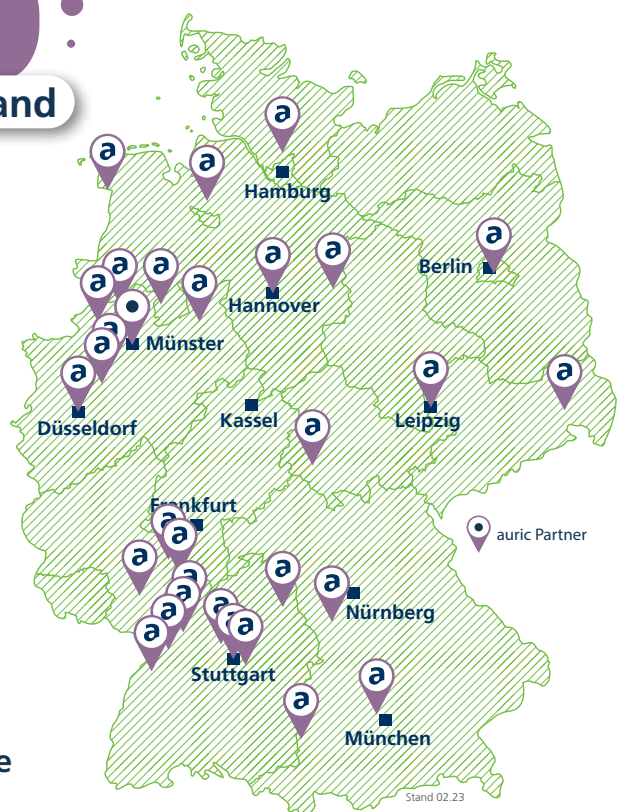 and
a
a
a
Hamburg
a
Berlin
a
a
a
a
a
a
Hannover
a
Münster
a
a
a
a
Düsseldorf
Kassel
Leipzig
a
Frankfurt
a
a
auric Partner
a
a
a
a
a
Nürnberg
a
a
a
a
a
Stuttgart
a
a
München
e
Stand 02.23